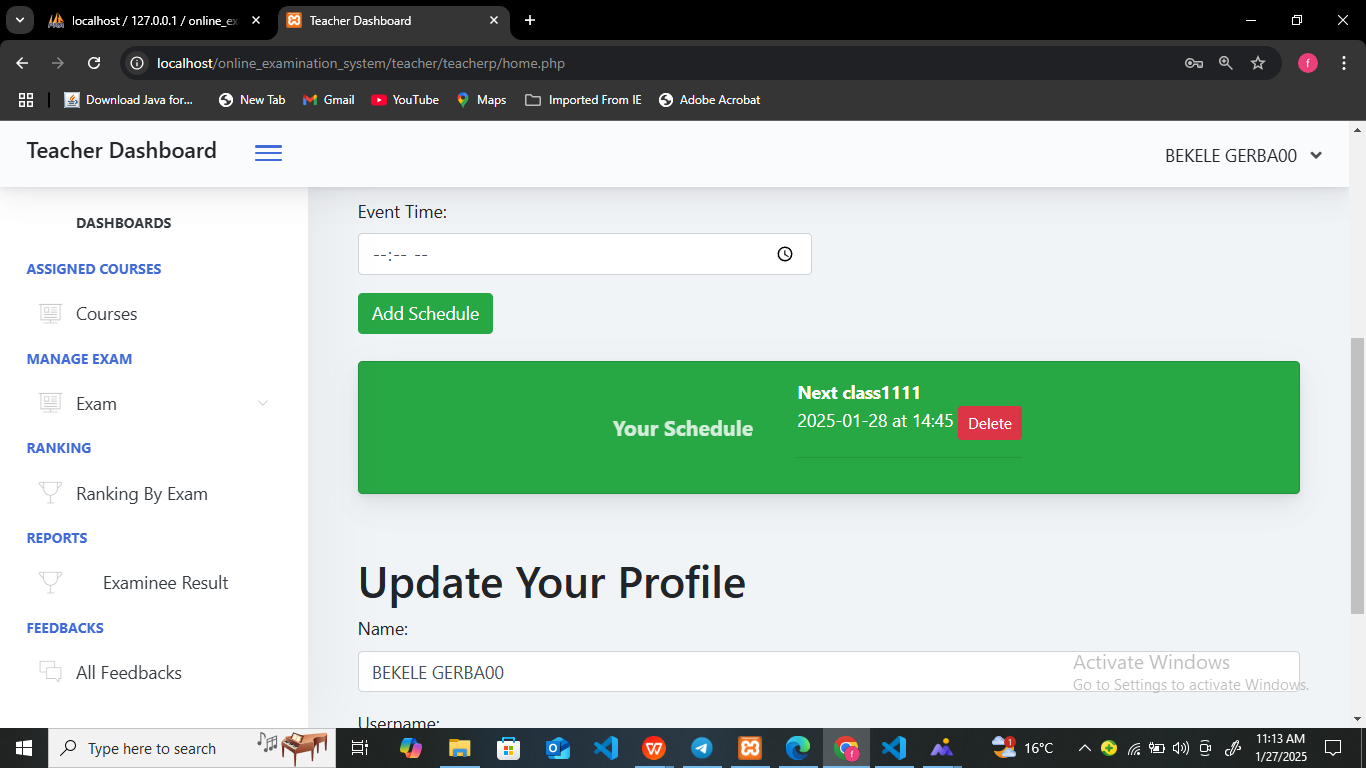 localhost / 127.0.0.1 / online_ex
Teacher Dashboard
localhost/online_examination_system/teacher/teacherp/home.php
f
Download Java for...
New Tab
Gmail
YouTube
Maps
Imported From IE
Adobe Acrobat
Teacher Dashboard
BEKELE GERBA00
DASHBOARDS
ASSIGNED COURSES
Courses
MANAGE EXAM
Exam
RANKING
Ranking By Exam
REPORTS
Examinee Result
FEEDBACKS
All Feedbacks
Event Time:
--:-- --
Add Schedule
Your Schedule
Next class1111
2025-01-28 at 14:45 Delete
Update Your Profile
Name:
BEKELE GERBA00
Username:
Activate Windows
Go to Settings to activate Windows.
Type here to search
1
16°C
11:13 AM
1/27/2025